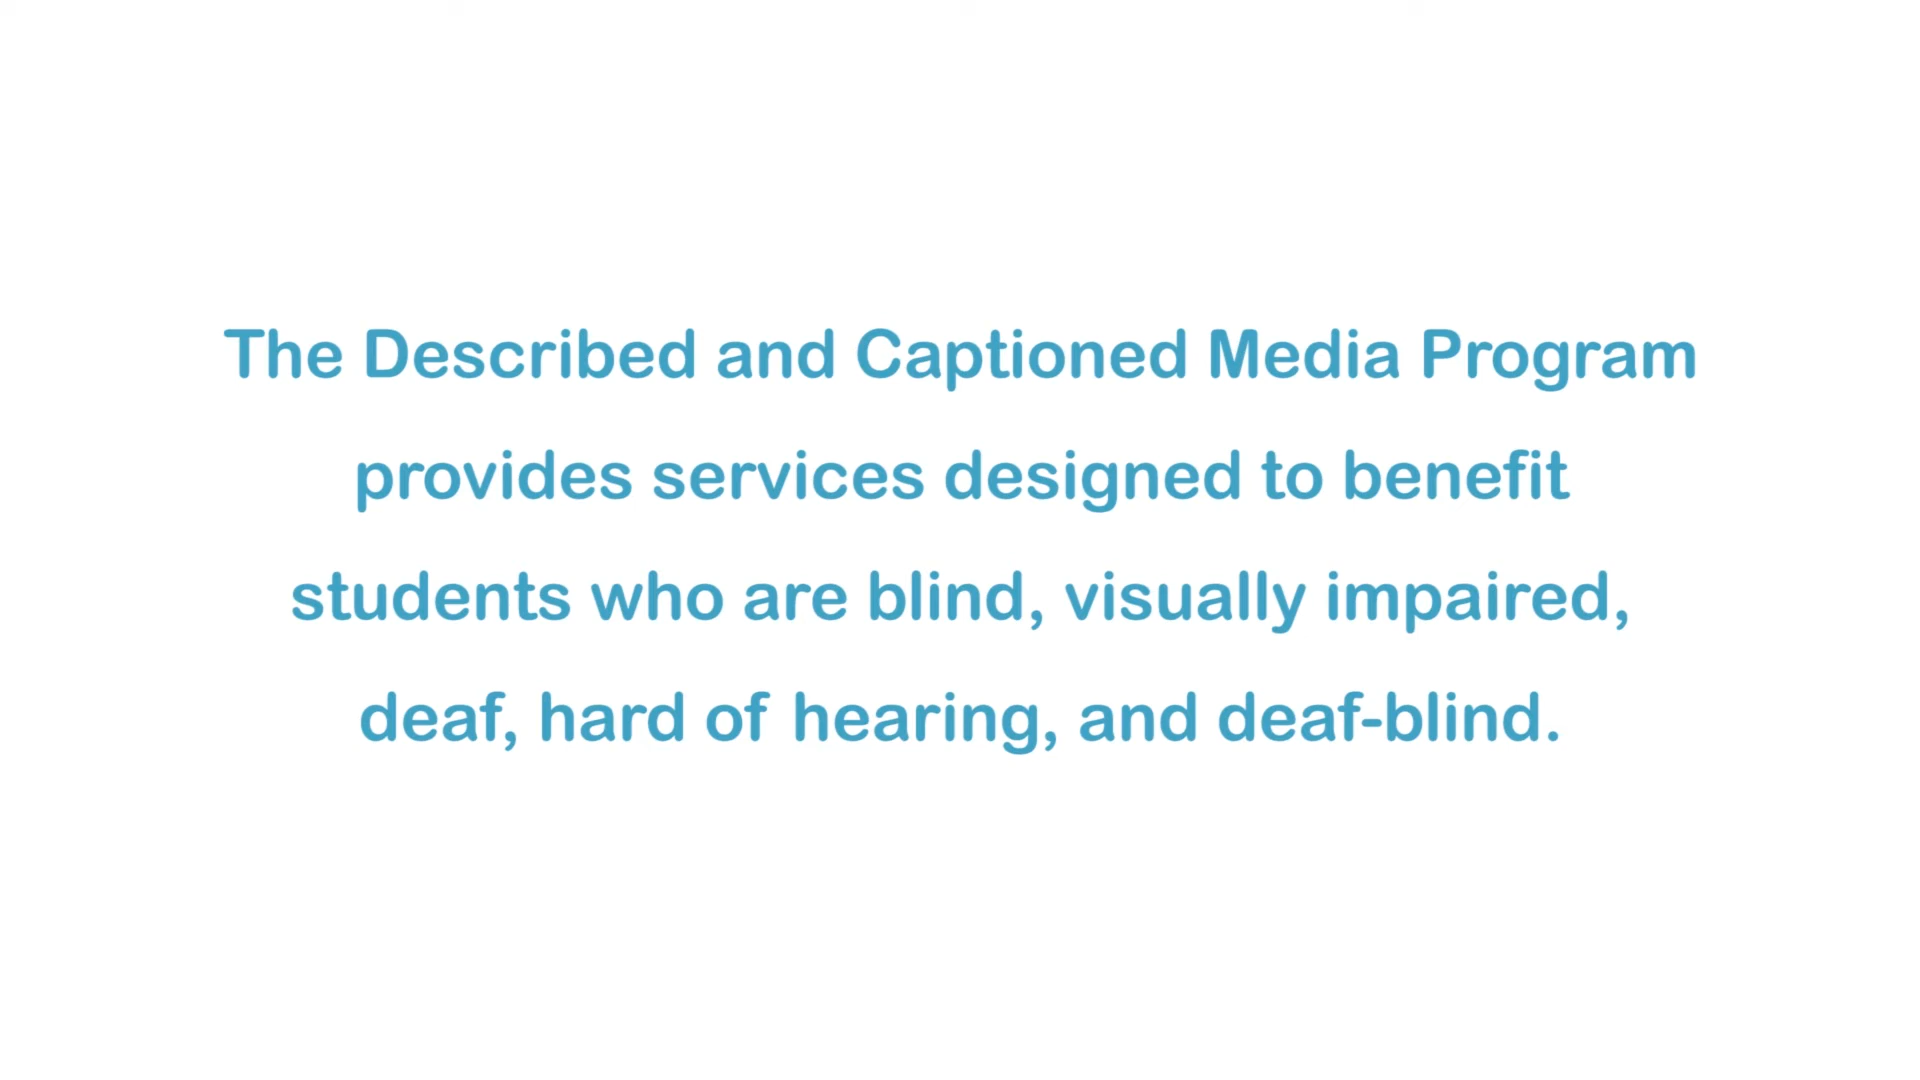 The Described and Captioned Media Program
provides services designed to benefit
students who are blind, visually impaired,
deaf, hard of hearing, and deaf-blind.